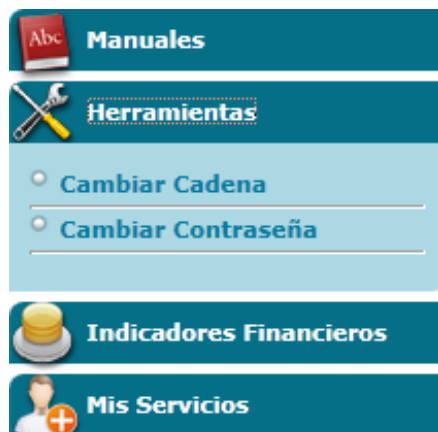 Abc
Manuales
Herramientas
Cambiar Cadena
Cambiar Contraseña
Indicadores Financieros
Mis Servicios